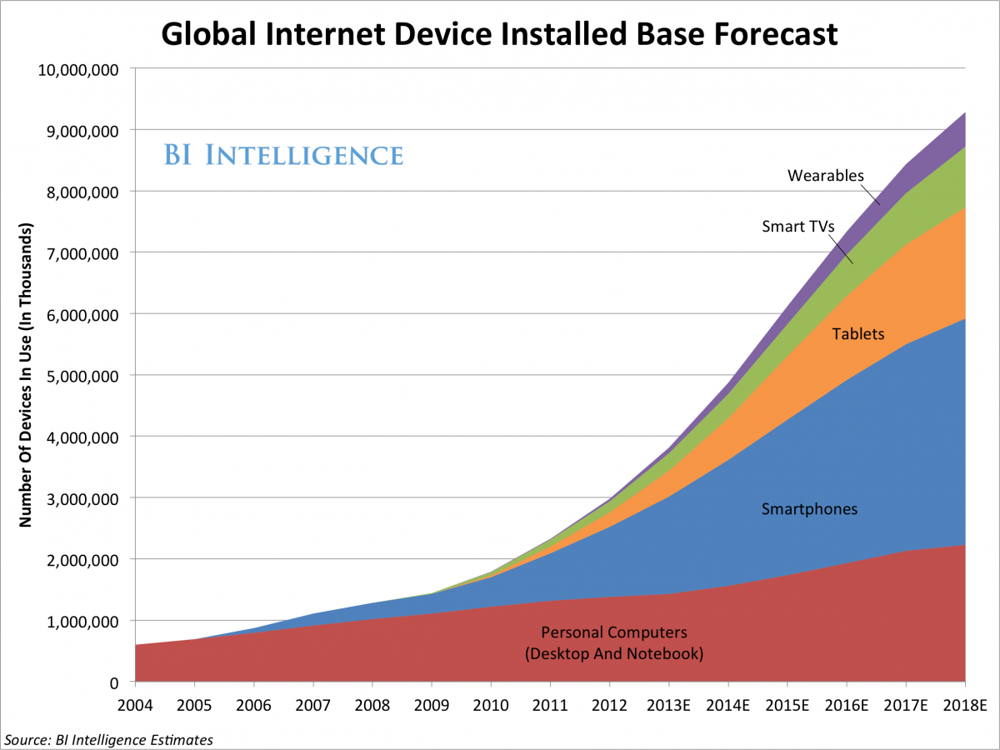 Global Internet Device Installed Base Forecast
BI INTELLIGENCE
Number Of Devices In Use (In Thousands)
10,000,000
9,000,000
8,000,000
7,000,000
6,000,000
5,000,000
4,000,000
3,000,000
2,000,000
1,000,000
0
Wearables
Smart TVs
Tablets
Smartphones
Personal Computers
(Desktop And Notebook)
2004 2005 2006 2007 2008 2009 2010 2011 2012 2013E 2014E 2015E 2016E 2017E 2018E
Source: BI Intelligence Estimates